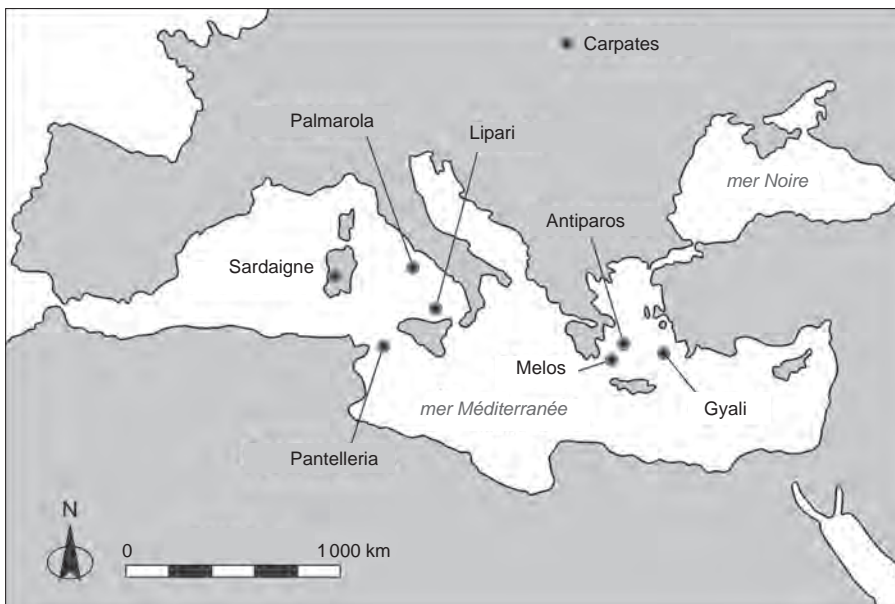 Carpates
Palmarola
Lipari
mer Noire
Antiparos
Sardaigne
Melos
mer Méditerranée
Gyali
Pantelleria
N
0
1 000 km